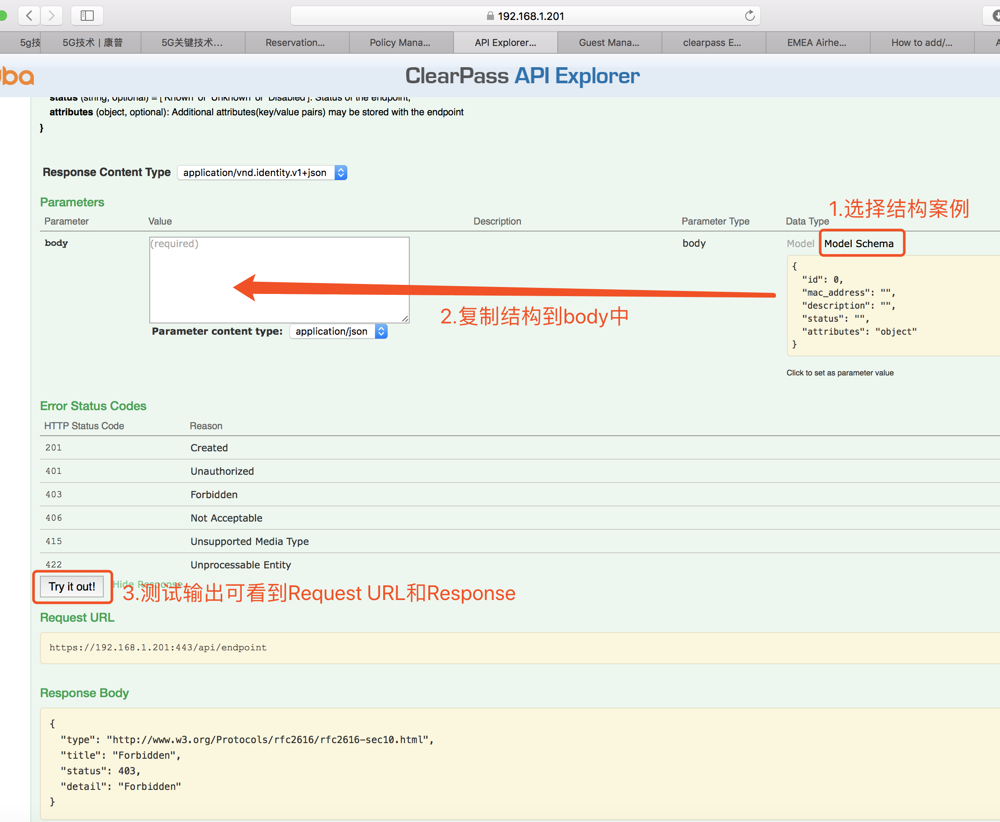 192.168.1.201
5g技
5G技术 | 康普
5G关键技术...
Reservation...
Policy Mana...
API Explorer...
Guest Mana...
clearpass E...
EMEA Airhe...
How to add/...
ba
ClearPass API Explorer
status (string, optional) = ['Known' or 'Unknown' or 'Disabled']: Status of the endpoint,
attributes (object, optional): Additional attributes(key/value pairs) may be stored with the endpoint
}
Response Content Type application/vnd.identity.v1+json
Parameters
1.选择结构案例
Parameter Value Description Parameter Type Data Type
body (required) body Model Model Schema
{
"id": 0,
"mac_address": "",
"description": "",
"status": "",
"attributes": "object"
}
2.复制结构到body中
Parameter content type: application/json
Click to set as parameter value
Error Status Codes
HTTP Status Code Reason
201 Created
401 Unauthorized
403 Forbidden
406 Not Acceptable
415 Unsupported Media Type
422 Unprocessable Entity
Try it out! Hide Response
3.测试输出可看到Request URL和Response
Request URL
https://192.168.1.201:443/api/endpoint
Response Body
{
"type": "http://www.w3.org/Protocols/rfc2616/rfc2616-sec10.html",
"title": "Forbidden",
"status": 403,
"detail": "Forbidden"
}